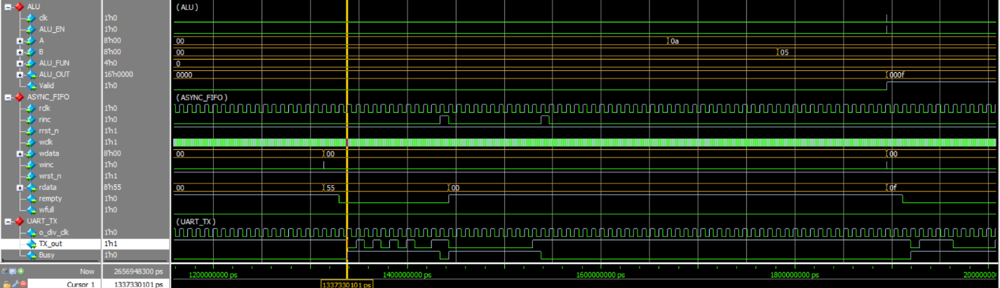 ALU
( ALU )
clk 1'h0
ALU_EN 1'h0
A 8'h00 00 0a
B 8'h00 00 05
ALU_FUN 4'h0 0
ALU_OUT 16'h0000 0000 000f
Valid 1'h0
ASYNC_FIFO
( ASYNC_FIFO )
rclk 1'h0
rinc 1'h0
rrst_n 1'h1
wclk 1'h1
wdata 8'h00 00 00 00
winc 1'h0
wrst_n 1'h1
rdata 8'h55 00 55 00 0f
rempty 1'h0
wfull 1'h0
UART_TX
( UART_TX )
o_div_clk 1'h0
TX_out 1'h1
Busy 1'h0
Now 2656948300 ps 1200000000 ps 1400000000 ps 1600000000 ps 1800000000 ps
Cursor 1 1337330101 ps 1337330101 ps